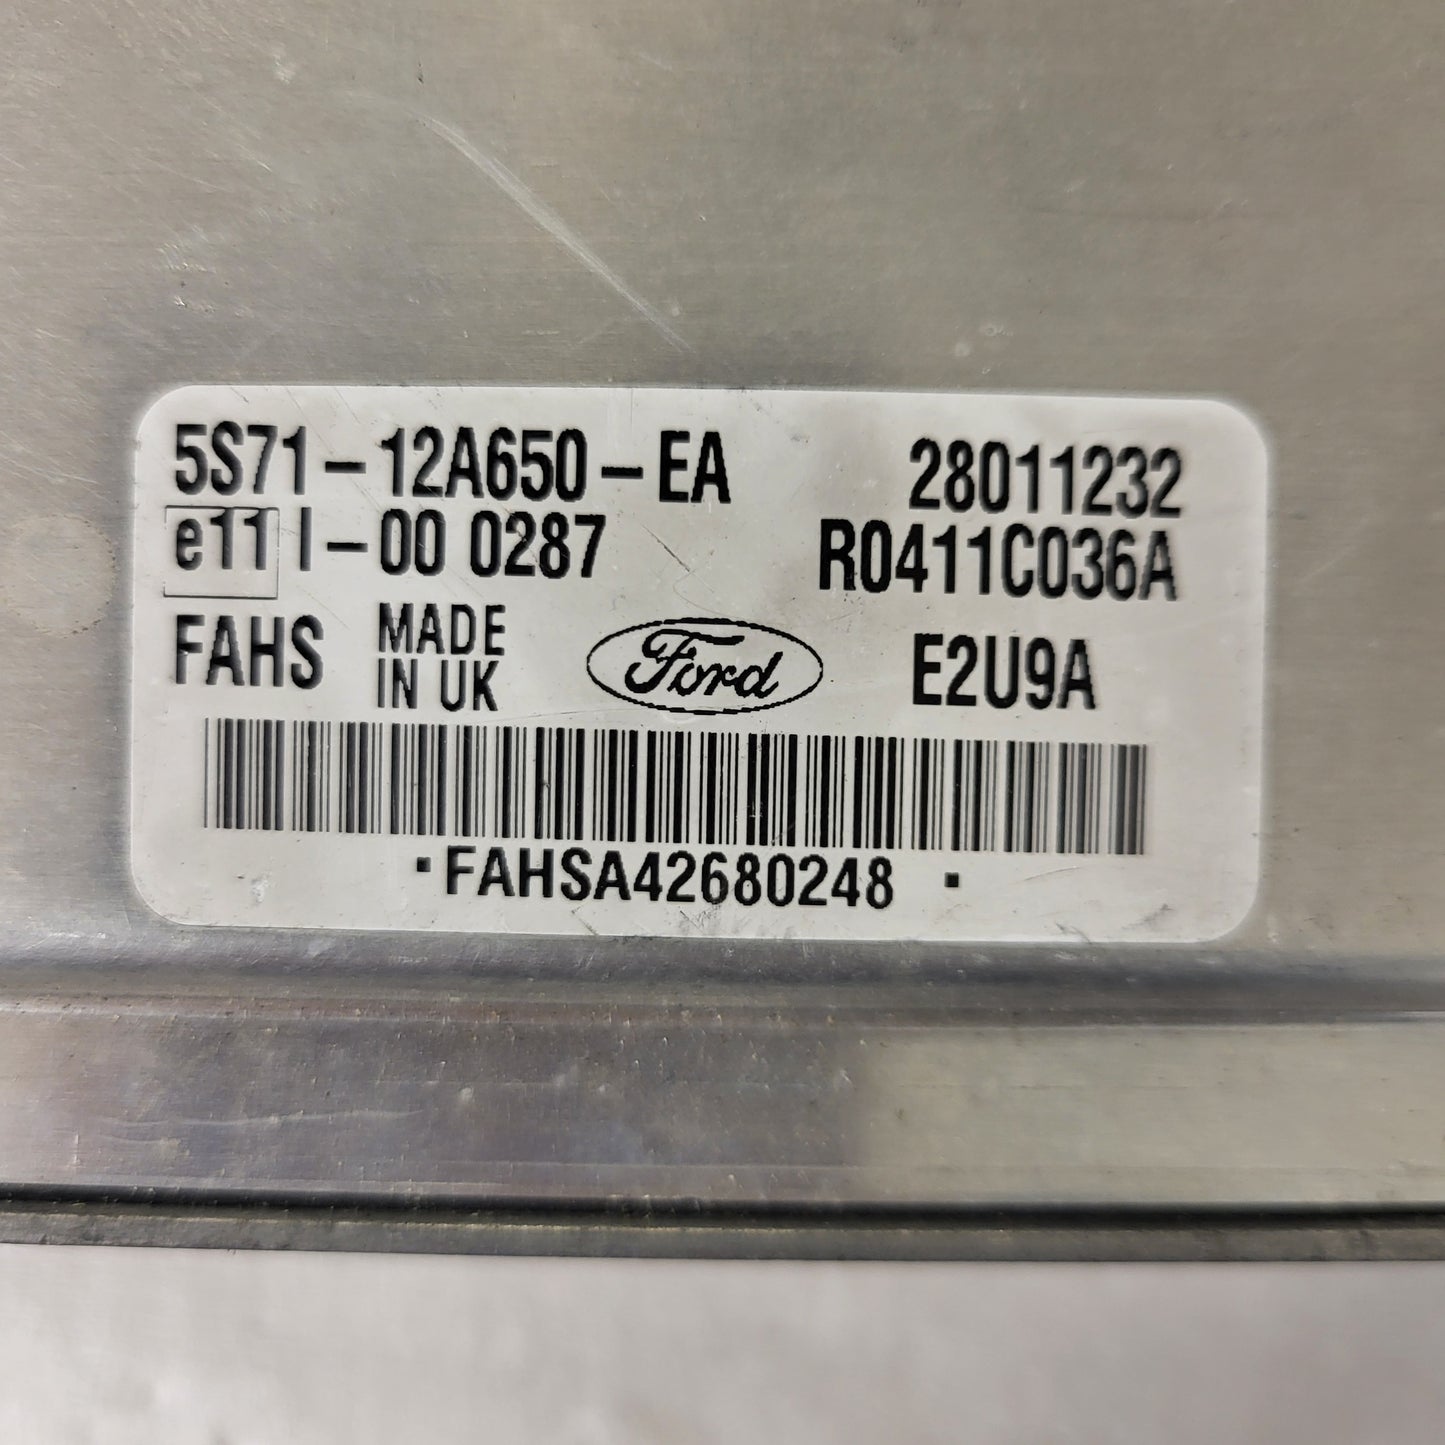 5S71-12A650-EA 28011232
e11 I-00 0287 R0411C036A
FAHS MADE IN UK Ford E2U9A
·FAHSA42680248 ·